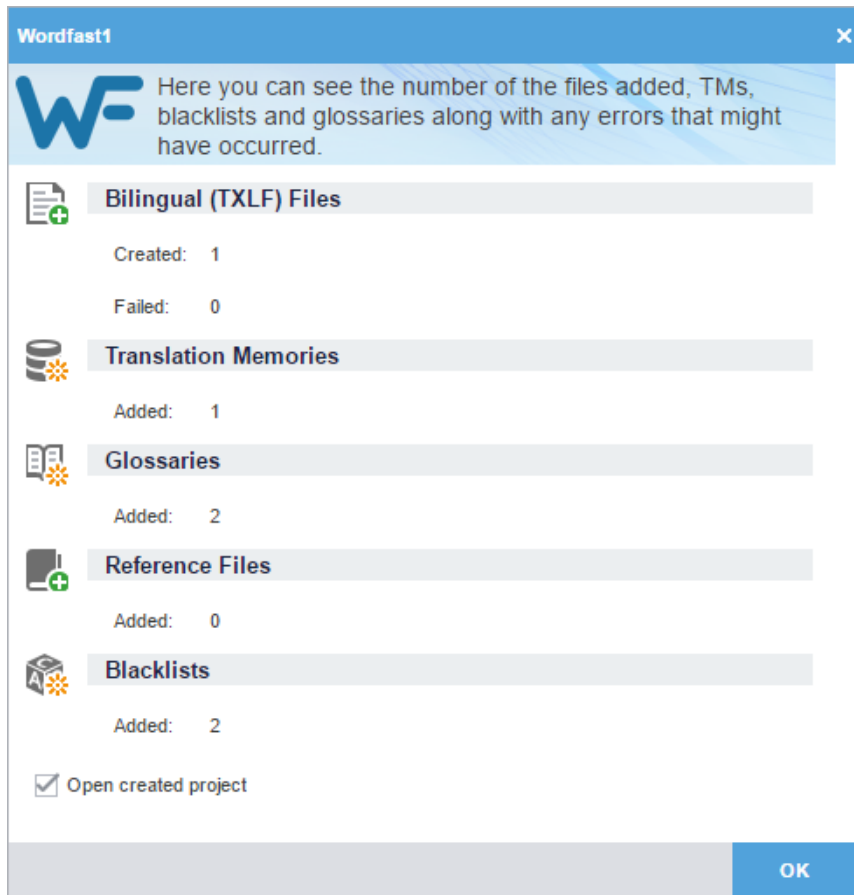 Wordfast1
WF
Here you can see the number of the files added, TMs,
blacklists and glossaries along with any errors that might
have occurred.
Bilingual (TXLF) Files
Created: 1
Failed: 0
Translation Memories
Added: 1
Glossaries
Added: 2
Reference Files
Added: 0
Blacklists
Added: 2
Open created project
OK